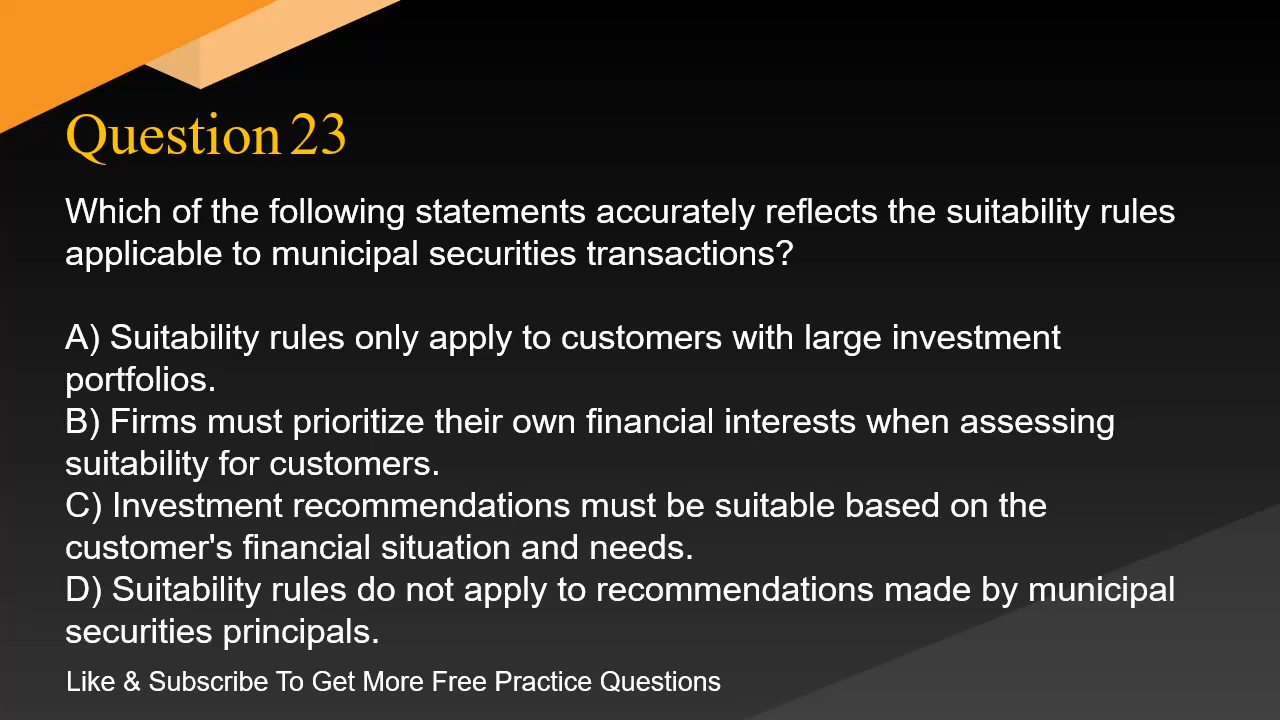 Question 23
Which of the following statements accurately reflects the suitability rules
applicable to municipal securities transactions?
A) Suitability rules only apply to customers with large investment
portfolios.
B) Firms must prioritize their own financial interests when assessing
suitability for customers.
C) Investment recommendations must be suitable based on the
customer's financial situation and needs.
D) Suitability rules do not apply to recommendations made by municipal
securities principals.
Like & Subscribe To Get More Free Practice Questions